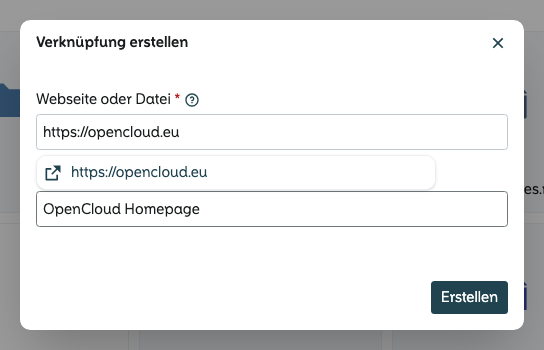 Verknüpfung erstellen
Webseite oder Datei *
https://opencloud.eu
https://opencloud.eu
OpenCloud Homepage
Erstellen